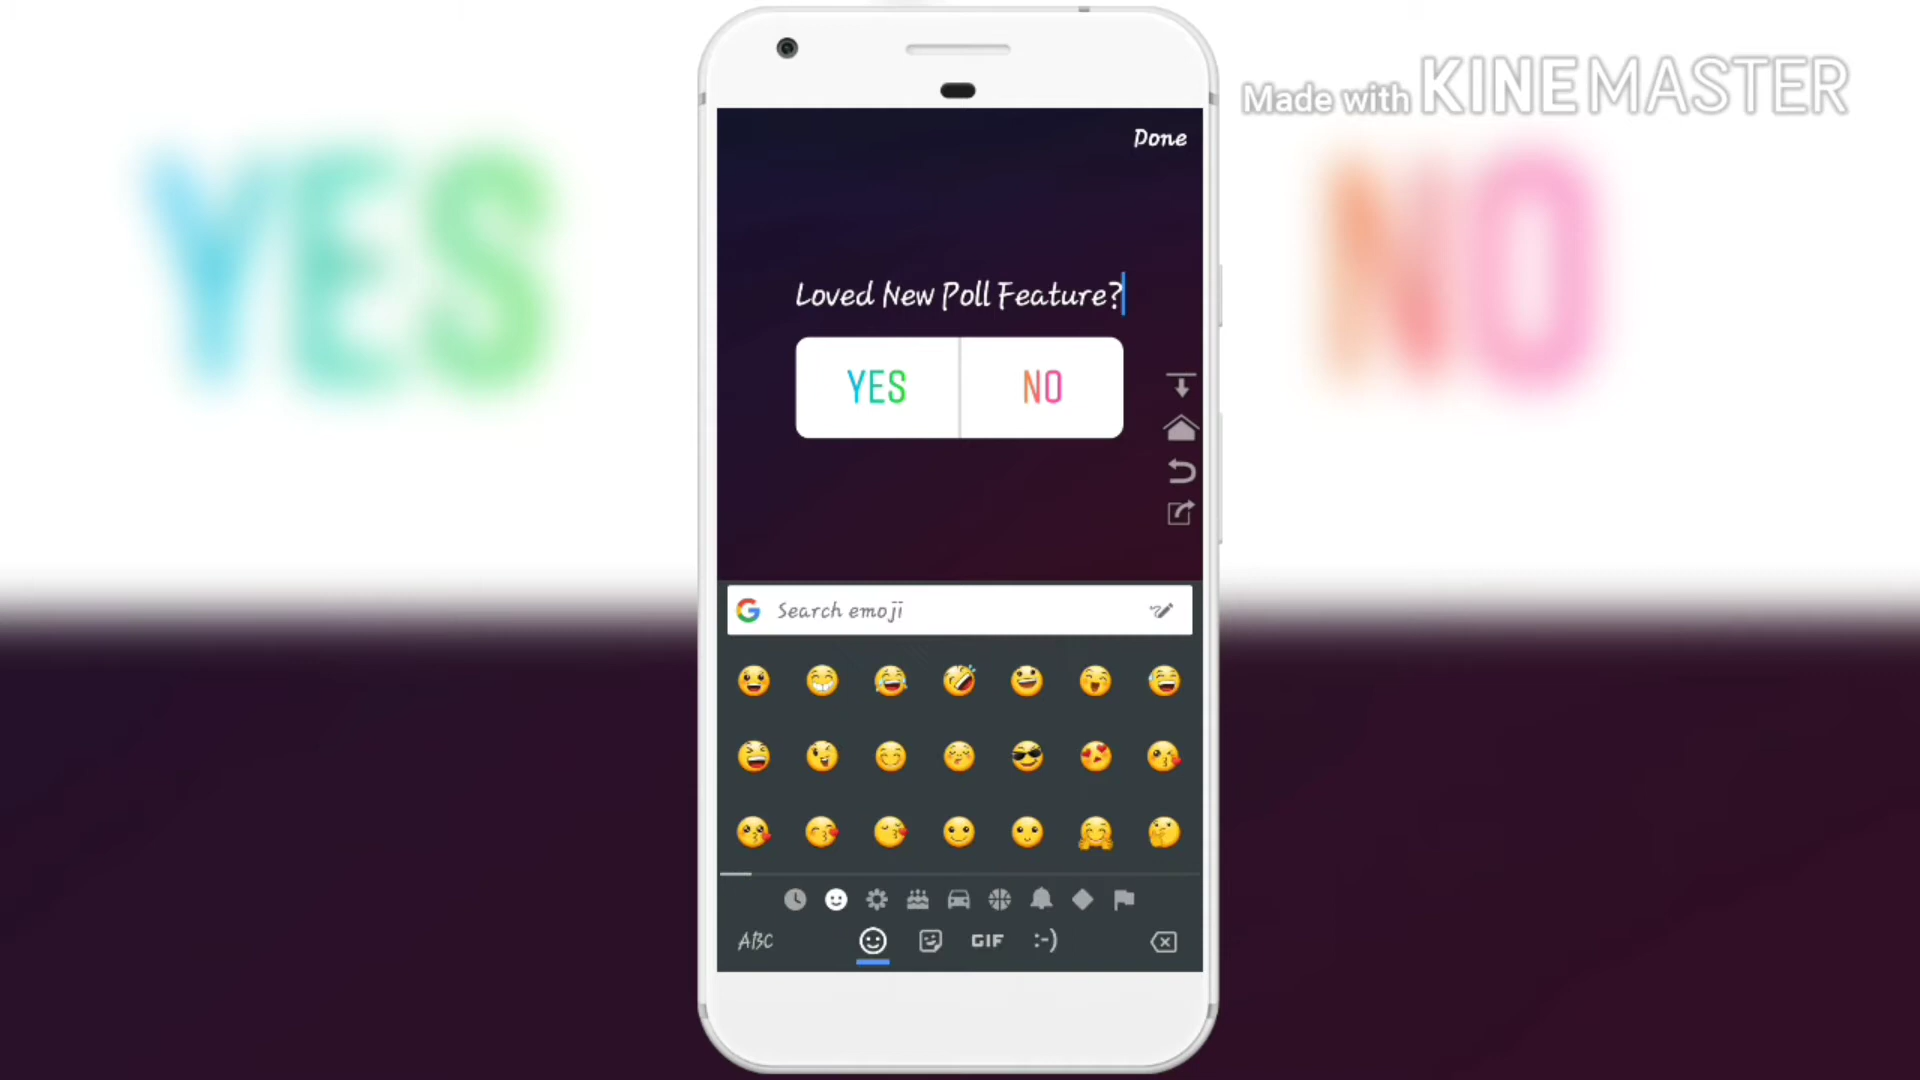 Made with KINEMASTER
YES
NO
Done
Loved New Poll Feature?
YES
NO
Search emoji
ABC
GIF
:-)